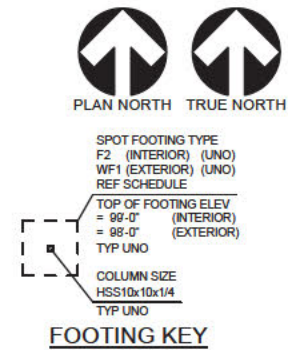 PLAN NORTH TRUE NORTH
SPOT FOOTING TYPE
F2 (INTERIOR) (UNO)
WF1 (EXTERIOR) (UNO)
REF SCHEDULE
TOP OF FOOTING ELEV
= 99'-0" (INTERIOR)
= 98'-0" (EXTERIOR)
TYP UNO
COLUMN SIZE
HSS10x10x1/4
TYP UNO
FOOTING KEY